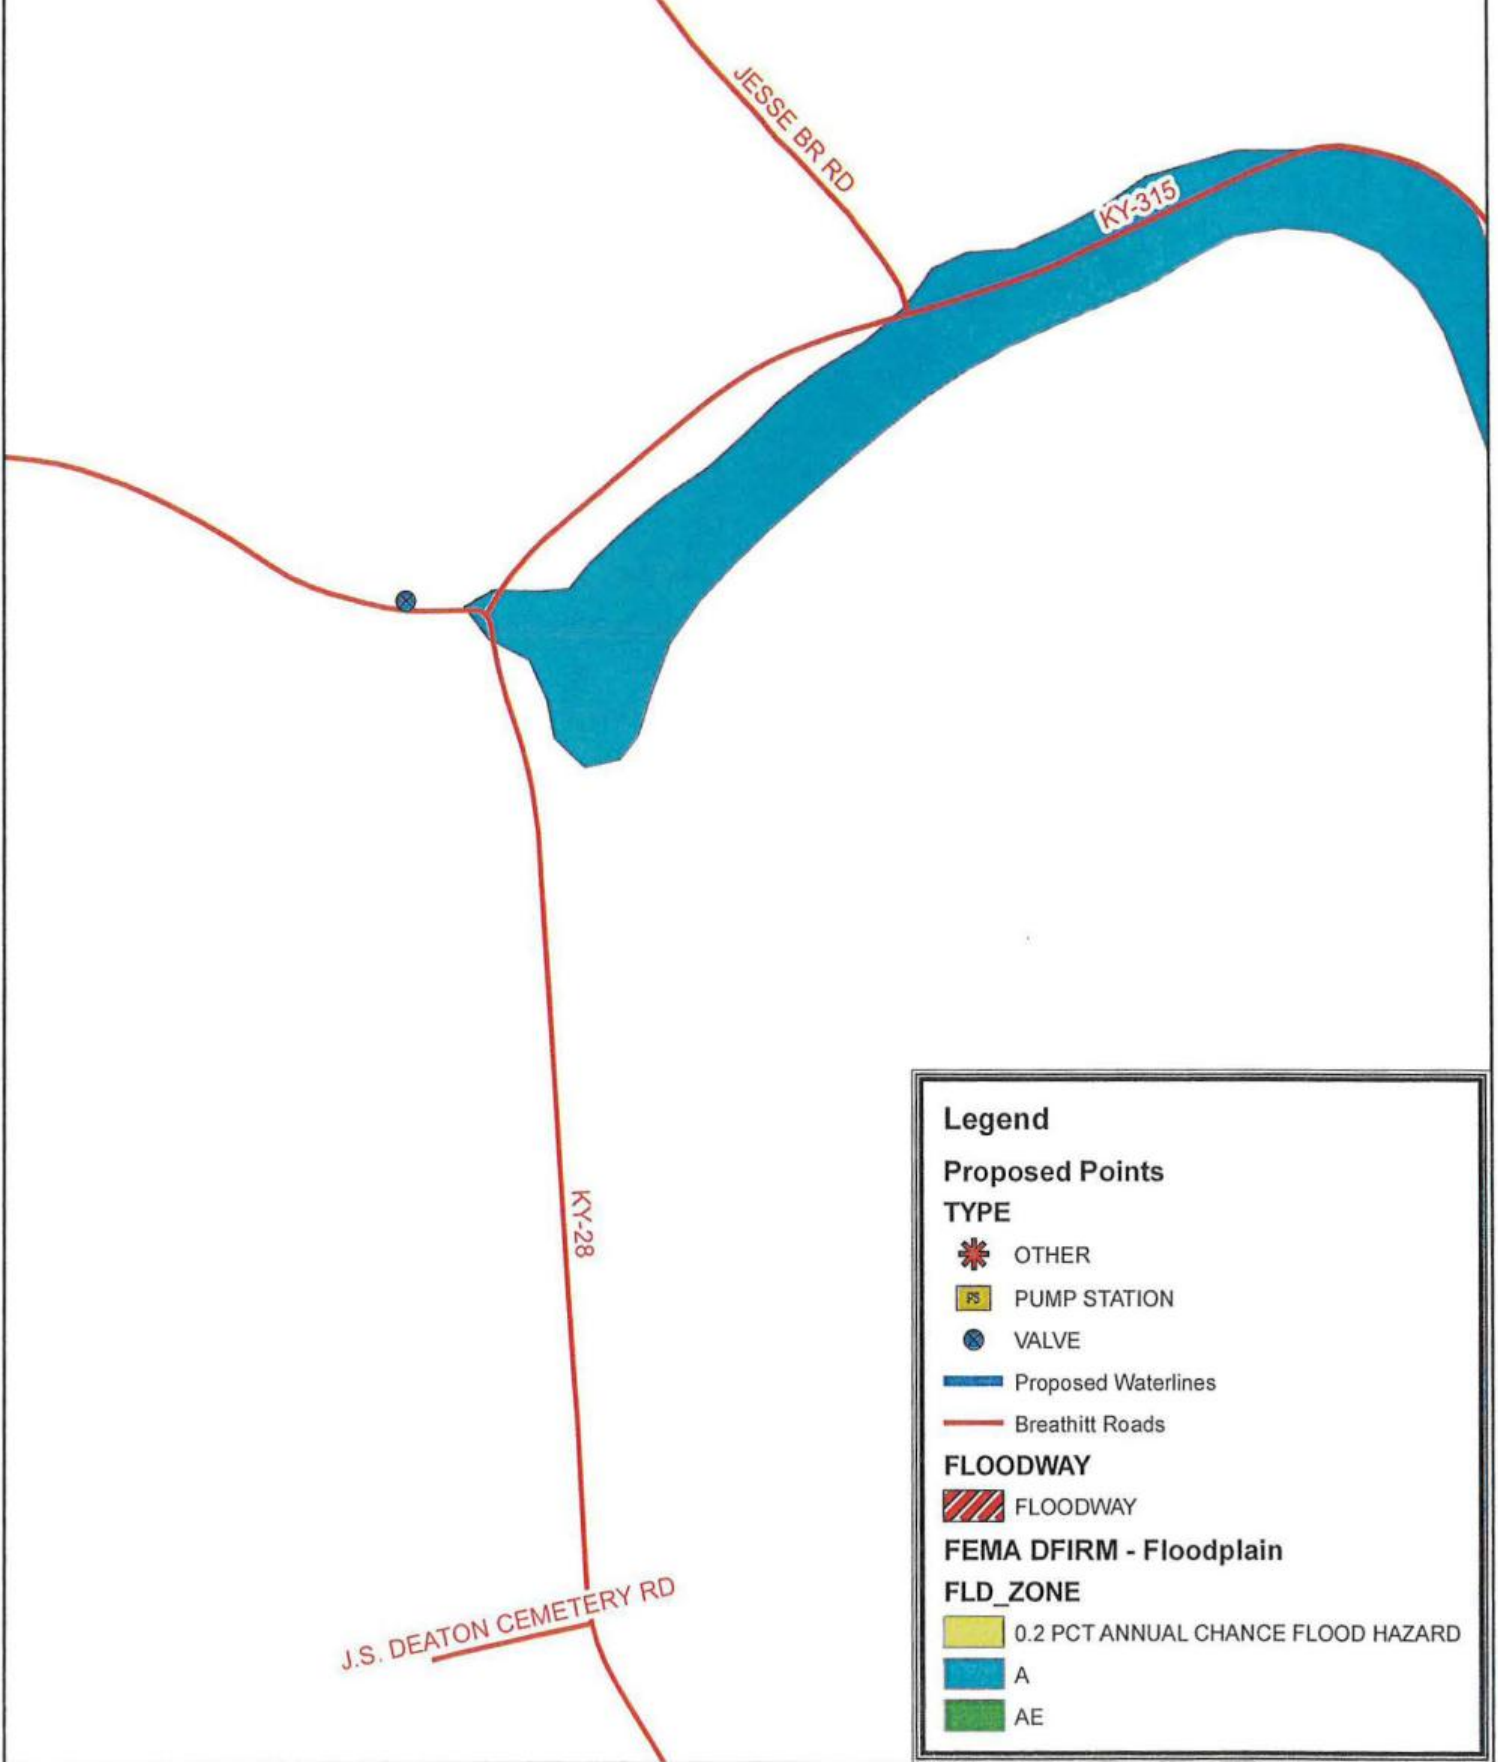 JESSE BR RD
KY-315
KY-28
J.S. DEATON CEMETERY RD
Legend
Proposed Points
TYPE
OTHER
PS PUMP STATION
VALVE
Proposed Waterlines
Breathitt Roads
FLOODWAY
FLOODWAY
FEMA DFIRM - Floodplain
FLD_ZONE
0.2 PCT ANNUAL CHANCE FLOOD HAZARD
A
AE